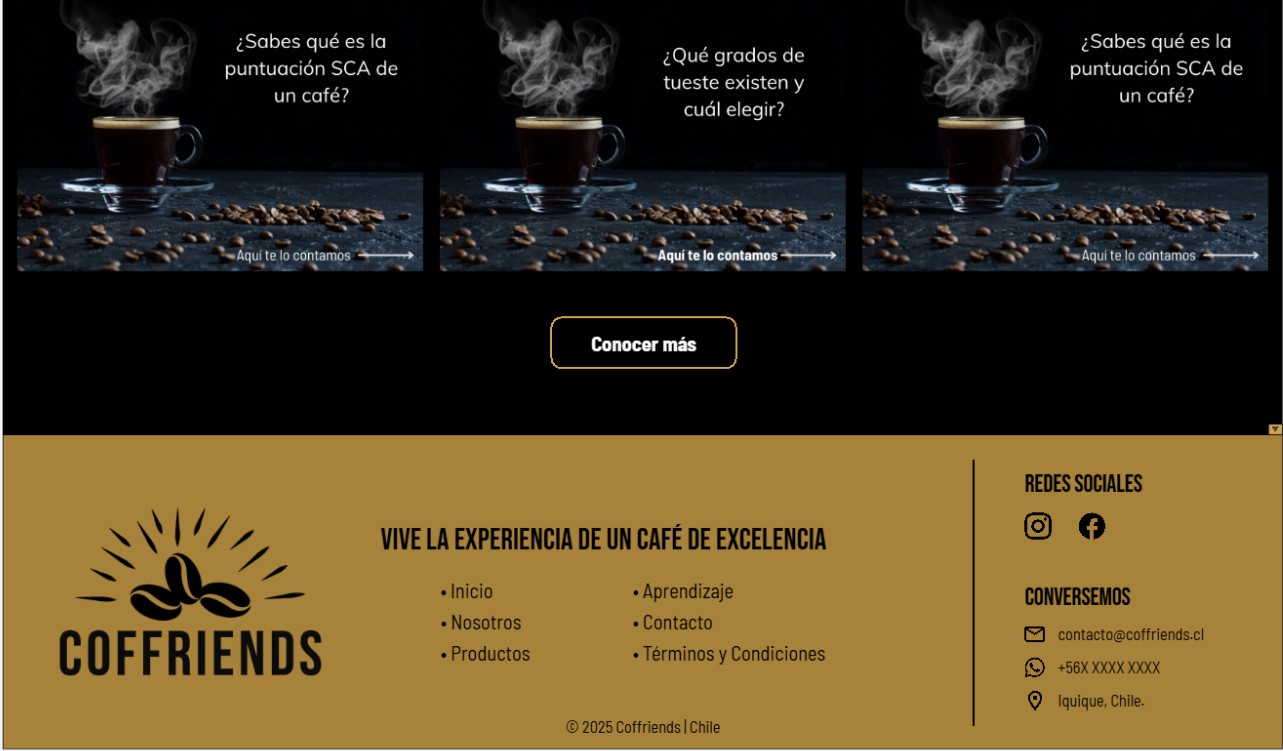 ¿Sabes qué es la
puntuación SCA de
un café?
Aquí te lo contamos
¿Qué grados de
tueste existen y
cuál elegir?
Aquí te lo contamos
¿Sabes qué es la
puntuación SCA de
un café?
Aquí te lo contamos
Conocer más
COFFRIENDS
VIVE LA EXPERIENCIA DE UN CAFÉ DE EXCELENCIA
• Inicio
• Nosotros
• Productos
• Aprendizaje
• Contacto
• Términos y Condiciones
© 2025 Coffriends | Chile
REDES SOCIALES
CONVERSEMOS
contacto@coffriends.cl
+56X XXXX XXXX
Iquique, Chile.